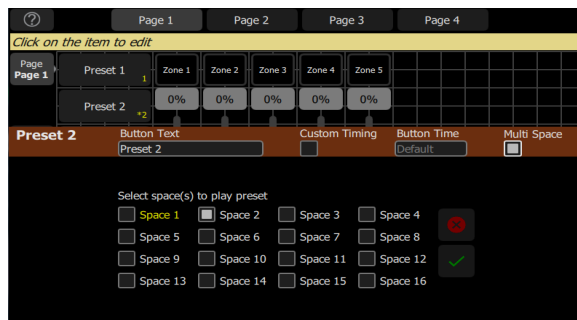 ? Page 1 Page 2 Page 3 Page 4
Click on the item to edit
Page
Page 1
Preset 1 1 Zone 1 Zone 2 Zone 3 Zone 4 Zone 5
Preset 2 *2 0% 0% 0% 0% 0%
Preset 2 Button Text Custom Timing Button Time Multi Space
Preset 2 Default
Select space(s) to play preset
Space 1 Space 2 Space 3 Space 4
Space 5 Space 6 Space 7 Space 8
Space 9 Space 10 Space 11 Space 12
Space 13 Space 14 Space 15 Space 16